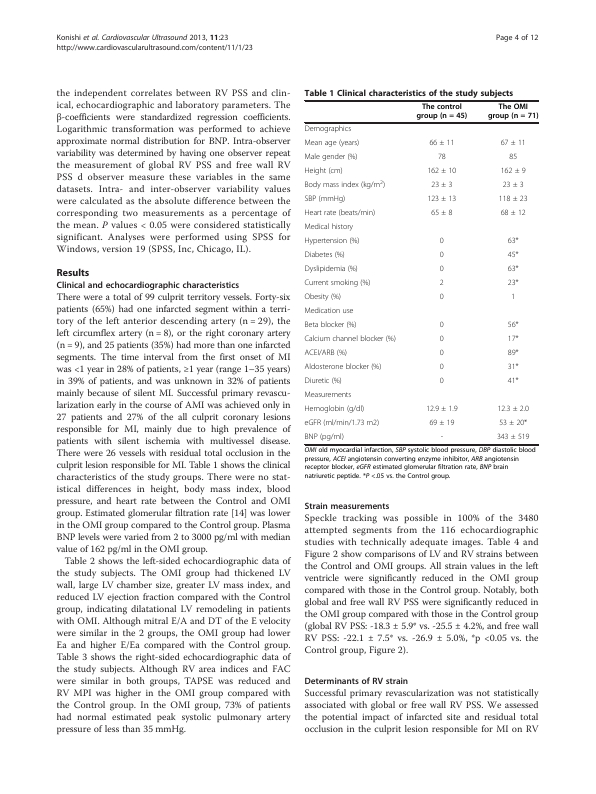 Konishi et al. Cardiovascular Ultrasound 2013, 11:23
http://www.cardiovascularultrasound.com/content/11/1/23
Page 4 of 12
the independent correlates between RV PSS and clin-
ical, echocardiographic and laboratory parameters. The
β-coefficients were standardized regression coefficients.
Logarithmic transformation was performed to achieve
approximate normal distribution for BNP. Intra-observer
variability was determined by having one observer repeat
the measurement of global RV PSS and free wall RV
PSS d observer measure these variables in the same
datasets. Intra- and inter-observer variability values
were calculated as the absolute difference between the
corresponding two measurements as a percentage of
the mean. P values < 0.05 were considered statistically
significant. Analyses were performed using SPSS for
Windows, version 19 (SPSS, Inc, Chicago, IL).
Results
Clinical and echocardiographic characteristics
There were a total of 99 culprit territory vessels. Forty-six
patients (65%) had one infarcted segment within a terri-
tory of the left anterior descending artery (n = 29), the
left circumflex artery (n = 8), or the right coronary artery
(n = 9), and 25 patients (35%) had more than one infarcted
segments. The time interval from the first onset of MI
was <1 year in 28% of patients, ≥1 year (range 1–35 years)
in 39% of patients, and was unknown in 32% of patients
mainly because of silent MI. Successful primary revascu-
larization early in the course of AMI was achieved only in
27 patients and 27% of the all culprit coronary lesions
responsible for MI, mainly due to high prevalence of
patients with silent ischemia with multivessel disease.
There were 26 vessels with residual total occlusion in the
culprit lesion responsible for MI. Table 1 shows the clinical
characteristics of the study groups. There were no stat-
istical differences in height, body mass index, blood
pressure, and heart rate between the Control and OMI
group. Estimated glomerular filtration rate [14] was lower
in the OMI group compared to the Control group. Plasma
BNP levels were varied from 2 to 3000 pg/ml with median
value of 162 pg/ml in the OMI group.
Table 2 shows the left-sided echocardiographic data of
the study subjects. The OMI group had thickened LV
wall, large LV chamber size, greater LV mass index, and
reduced LV ejection fraction compared with the Control
group, indicating dilatational LV remodeling in patients
with OMI. Although mitral E/A and DT of the E velocity
were similar in the 2 groups, the OMI group had lower
Ea and higher E/Ea compared with the Control group.
Table 3 shows the right-sided echocardiographic data of
the study subjects. Although RV area indices and FAC
were similar in both groups, TAPSE was reduced and
RV MPI was higher in the OMI group compared with
the Control group. In the OMI group, 73% of patients
had normal estimated peak systolic pulmonary artery
pressure of less than 35 mmHg.
Table 1 Clinical characteristics of the study subjects
The control group (n = 45) The OMI group (n = 71)
Demographics
Mean age (years) 66 ± 11 67 ± 11
Male gender (%) 78 85
Height (cm) 162 ± 10 162 ± 9
Body mass index (kg/m2) 23 ± 3 23 ± 3
SBP (mmHg) 123 ± 13 118 ± 23
Heart rate (beats/min) 65 ± 8 68 ± 12
Medical history
Hypertension (%) 0 63*
Diabetes (%) 0 45*
Dyslipidemia (%) 0 63*
Current smoking (%) 2 23*
Obesity (%) 0 1
Medication use
Beta blocker (%) 0 56*
Calcium channel blocker (%) 0 17*
ACEI/ARB (%) 0 89*
Aldosterone blocker (%) 0 31*
Diuretic (%) 0 41*
Measurements
Hemoglobin (g/dl) 12.9 ± 1.9 12.3 ± 2.0
eGFR (ml/min/1.73 m2) 69 ± 19 53 ± 20*
BNP (pg/ml) - 343 ± 519
OMI old myocardial infarction, SBP systolic blood pressure, DBP diastolic blood
pressure, ACEI angiotensin converting enzyme inhibitor, ARB angiotensin
receptor blocker, eGFR estimated glomerular filtration rate, BNP brain
natriuretic peptide. *P <.05 vs. the Control group.
Strain measurements
Speckle tracking was possible in 100% of the 3480
attempted segments from the 116 echocardiographic
studies with technically adequate images. Table 4 and
Figure 2 show comparisons of LV and RV strains between
the Control and OMI groups. All strain values in the left
ventricle were significantly reduced in the OMI group
compared with those in the Control group. Notably, both
global and free wall RV PSS were significantly reduced in
the OMI group compared with those in the Control group
(global RV PSS: -18.3 ± 5.9* vs. -25.5 ± 4.2%, and free wall
RV PSS: -22.1 ± 7.5* vs. -26.9 ± 5.0%, *p <0.05 vs. the
Control group, Figure 2).
Determinants of RV strain
Successful primary revascularization was not statistically
associated with global or free wall RV PSS. We assessed
the potential impact of infarcted site and residual total
occlusion in the culprit lesion responsible for MI on RV